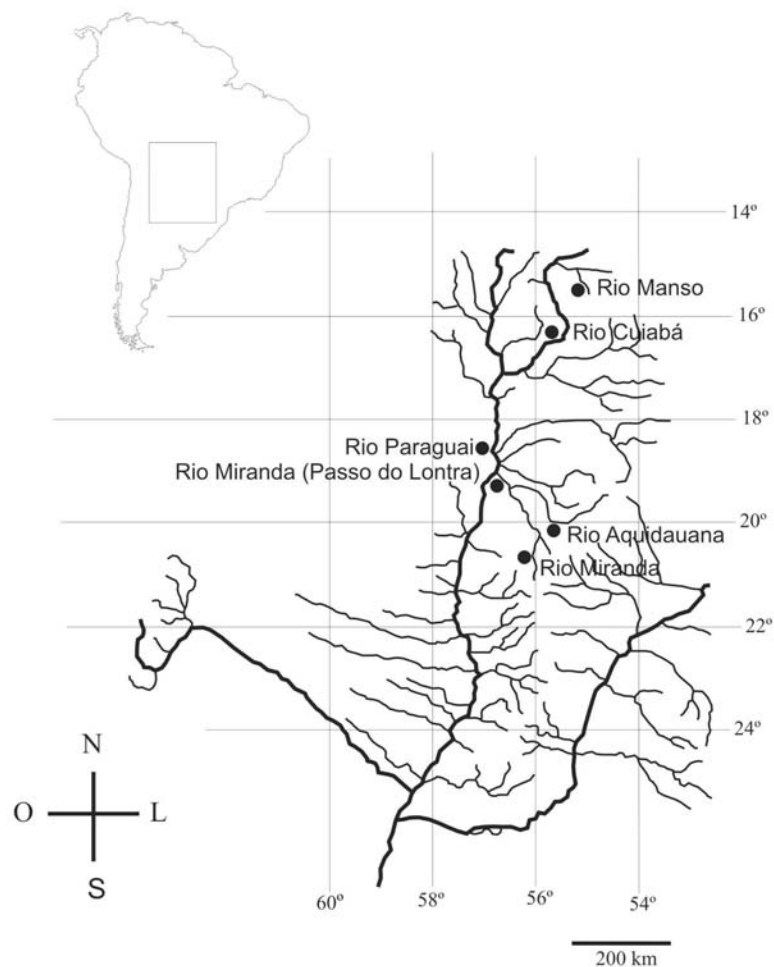 14º
Rio Manso
16º
Rio Cuiabá
18º
Rio Paraguai
Rio Miranda (Passo do Lontra)
20º
Rio Aquidauana
Rio Miranda
22º
24º
N
O
L
S
60º
58º
56º
54º
200 km